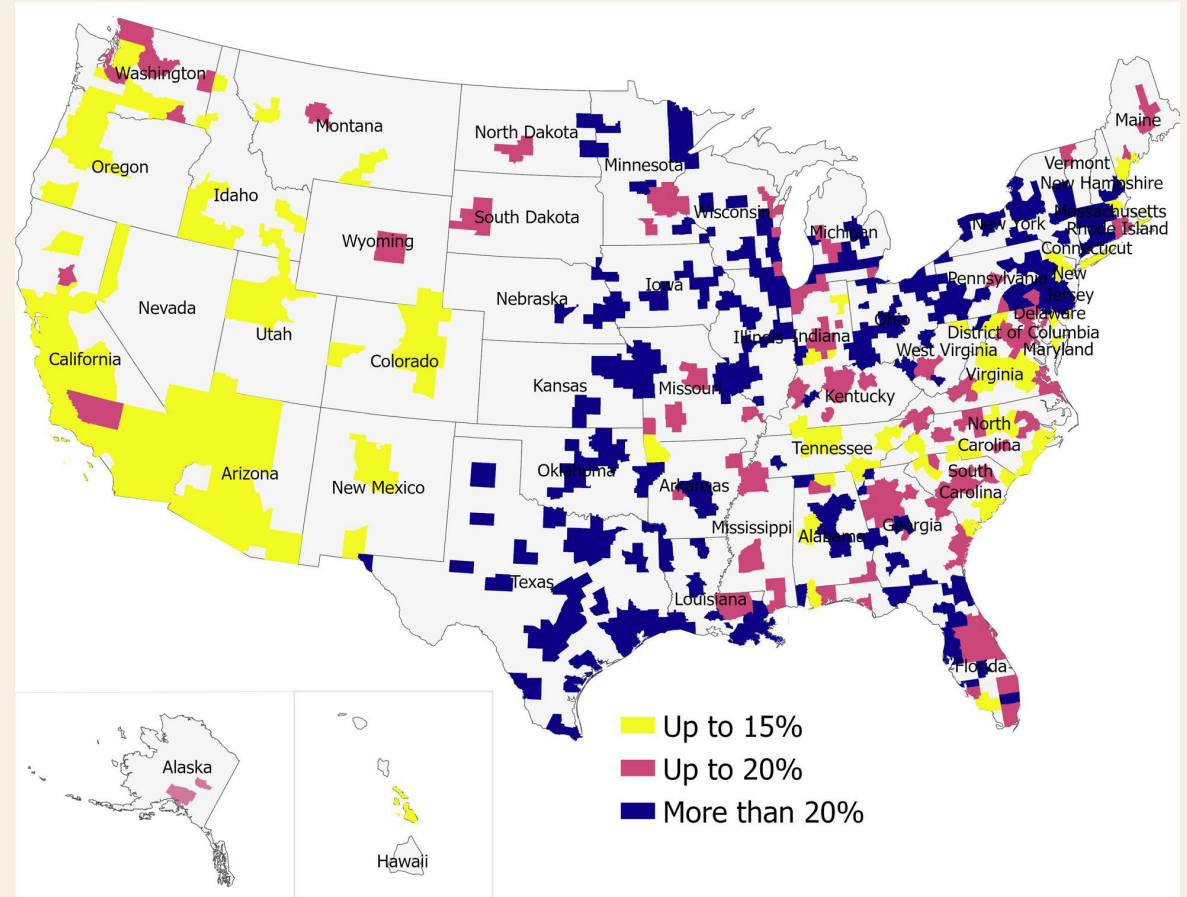 Washington
Montana
North Dakota
Minnesota
Maine
Vermont
New Hampshire
Oregon
Idaho
Wyoming
South Dakota
Wisconsin
Michigan
New York
Massachusetts
Rhode Island
Connecticut
Nevada
Utah
Colorado
Nebraska
Iowa
Illinois
Indiana
Ohio
Pennsylvania
New
Jersey
Delaware
District of Columbia
Maryland
West Virginia
Virginia
California
Kansas
Missouri
Kentucky
Arizona
New Mexico
Oklahoma
Arkansas
Tennessee
North
Carolina
South
Carolina
Mississippi
Alabama
Georgia
Texas
Louisiana
Florida
Alaska
Hawaii
Up to 15%
Up to 20%
More than 20%